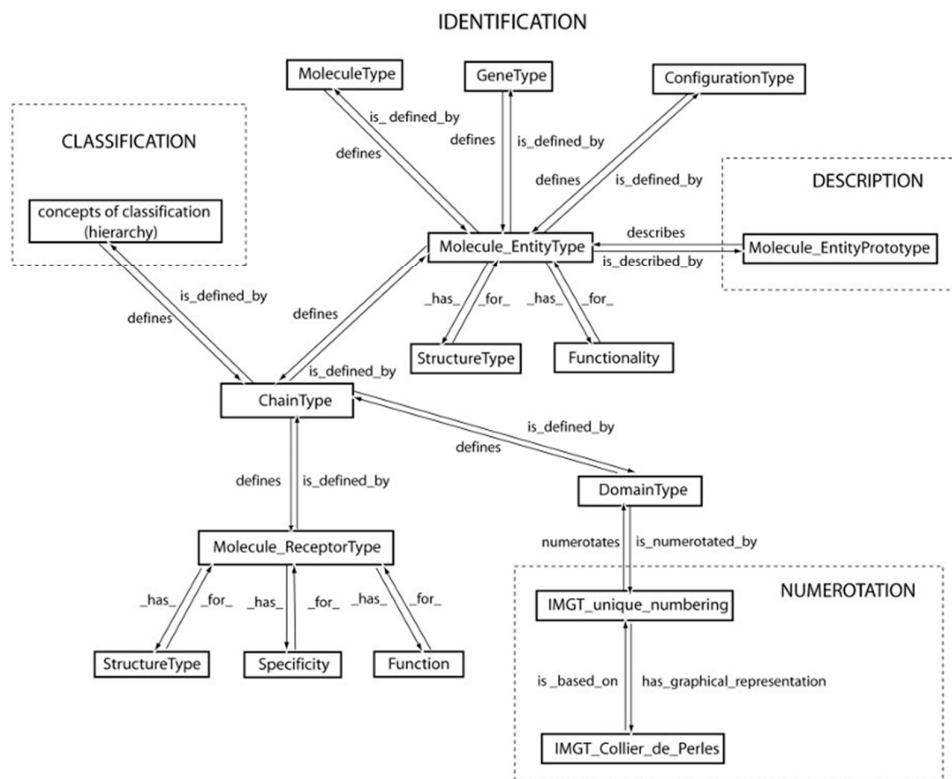 IDENTIFICATION
MoleculeType
GeneType
ConfigurationType
is_ defined_by
defines
defines
is_defined_by
defines
is_defined_by
CLASSIFICATION
concepts of classification
(hierarchy)
DESCRIPTION
Molecule_EntityType
describes
is_described_by
Molecule_EntityPrototype
is_defined_by
defines
defines
is_defined_by
_has_
_for_
_has_
_for_
StructureType
Functionality
ChainType
is_defined_by
defines
defines
is_defined_by
DomainType
Molecule_ReceptorType
numerotates
is_numerotated_by
_has_
_for_
_has_
_for_
_has_
_for_
StructureType
Specificity
Function
NUMEROTATION
IMGT_unique_numbering
is _based_on
has_graphical_representation
IMGT_Collier_de_Perles